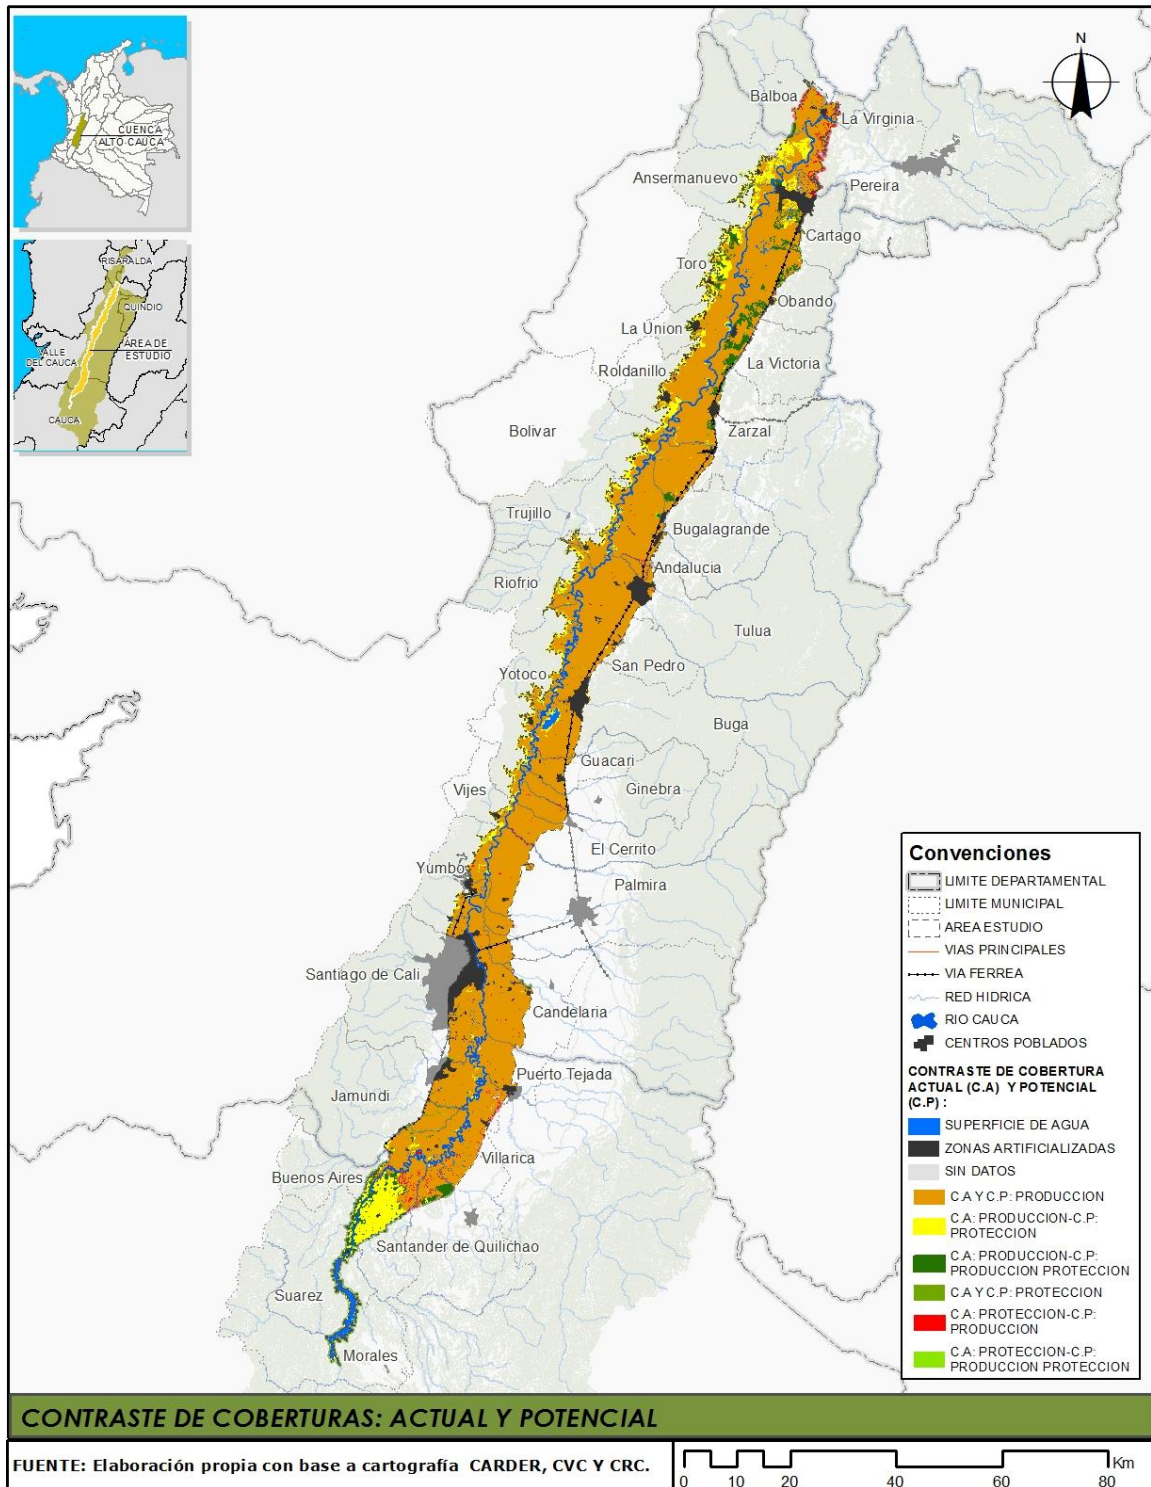 CUENCA
ALTO CAUCA
RISARALDA
QUINDIO
ÁREA DE
ESTUDIO
VALLE
DEL CAUCA
CAUCA
N
Balboa
La Virginia
Ansermanuevo
Pereira
Cartago
Toro
Obando
La Union
La Victoria
Roldanillo
Zarzal
Bolivar
Trujillo
Bugalagrande
Andalucia
Riofrio
Tulua
San Pedro
Yotoco
Buga
Guacari
Ginebra
Vijes
El Cerrito
Yumbo
Palmira
Santiago de Cali
Candelaria
Puerto Tejada
Jamundi
Villarica
Buenos Aires
Santander de Quilichao
Suarez
Morales
Convenciones
LIMITE DEPARTAMENTAL
LIMITE MUNICIPAL
AREA ESTUDIO
VIAS PRINCIPALES
VIA FERREA
RED HIDRICA
RIO CAUCA
CENTROS POBLADOS
CONTRASTE DE COBERTURA
ACTUAL (C.A) Y POTENCIAL
(C.P) :
SUPERFICIE DE AGUA
ZONAS ARTIFICIALIZADAS
SIN DATOS
C.A Y C.P: PRODUCCION
C.A: PRODUCCION-C.P:
PROTECCION
C.A: PRODUCCION-C.P:
PRODUCCION PROTECCION
C.A Y C.P: PROTECCION
C.A: PROTECCION-C.P:
PRODUCCION
C.A: PROTECCION-C.P:
PRODUCCION PROTECCION
CONTRASTE DE COBERTURAS: ACTUAL Y POTENCIAL
FUENTE: Elaboración propia con base a cartografía CARDER, CVC Y CRC.
Km
0 10 20 40 60 80